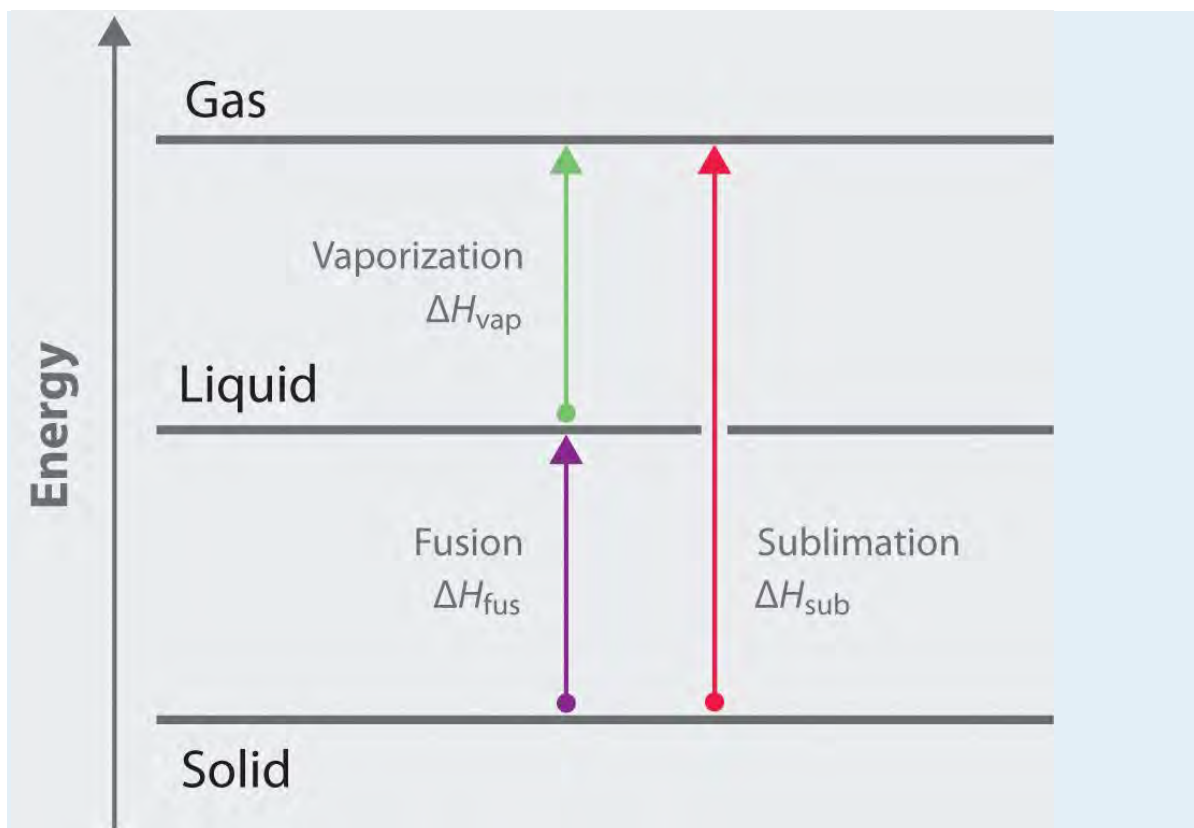 Gas
Vaporization
ΔHvap
Liquid
Energy
Fusion
ΔHfus
Sublimation
ΔHsub
Solid